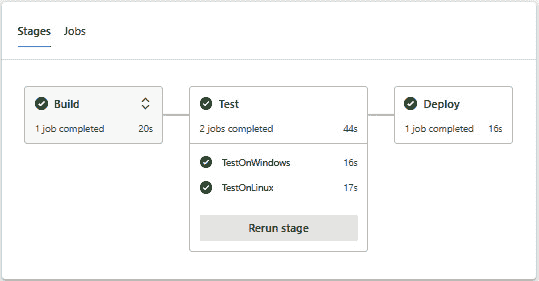 Stages Jobs
Build
1 job completed 20s
Test
2 jobs completed 44s
TestOnWindows 16s
TestOnLinux 17s
Rerun stage
Deploy
1 job completed 16s